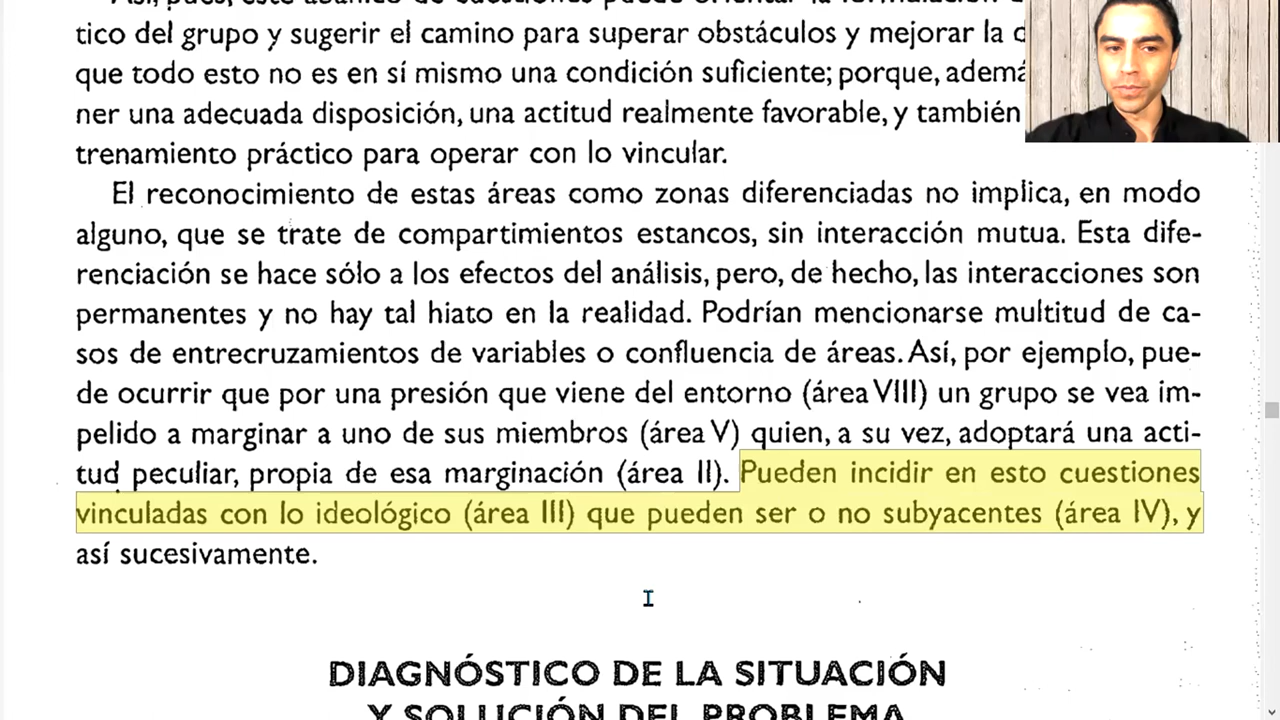 tico del grupo y sugerir el camino para superar obstáculos y mejorar la
que todo esto no es en sí mismo una condición suficiente; porque,
ner una adecuada disposición, una actitud realmente favorable, y también
trenamiento práctico para operar con lo vincular.
El reconocimiento de estas áreas como zonas diferenciadas no implica, en modo
alguno, que se trate de compartimientos estancos, sin interacción mutua. Esta dife-
renciación se hace sólo a los efectos del análisis, pero, de hecho, las interacciones son
permanentes y no hay tal hiato en la realidad. Podrían mencionarse multitud de ca-
sos de entrecruzamientos de variables o confluencia de áreas. Así, por ejemplo, pue-
de ocurrir que por una presión que viene del entorno (área VIII) un grupo se vea im-
pelido a marginar a uno de sus miembros (área V) quien, a su vez, adoptará una acti-
tud peculiar, propia de esa marginación (área II). Pueden incidir en esto cuestiones
vinculadas con lo ideológico (área III) que pueden ser o no subyacentes (área IV), y
así sucesivamente.
DIAGNÓSTICO DE LA SITUACIÓN
Y SOLUCIÓN DEL PROBLEMA